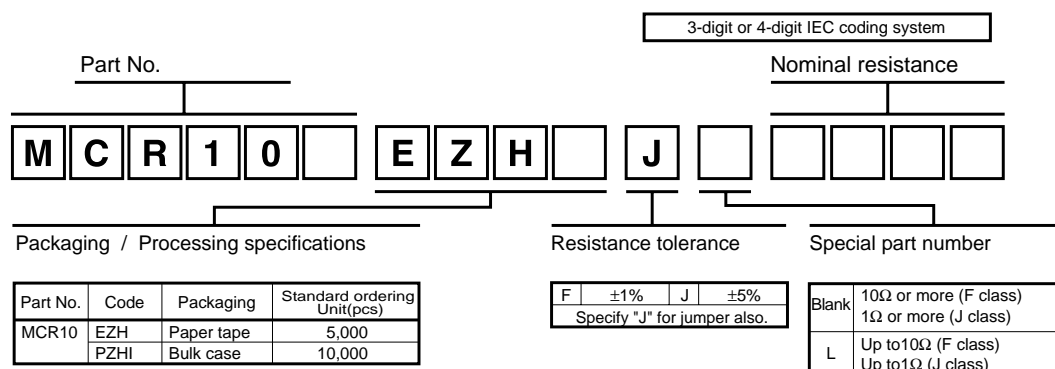 3-digit or 4-digit IEC coding system
Part No.
Nominal resistance
M C R 1 0 E Z H J
Packaging / Processing specifications
Resistance tolerance
Special part number
Part No. Code Packaging Standard ordering
Unit(pcs)
MCR10 EZH Paper tape 5,000
PZHI Bulk case 10,000
F ±1% J ±5%
Specify "J" for jumper also.
Blank 10Ω or more (F class)
1Ω or more (J class)
L Up to10Ω (F class)
Up to1Ω (J class)